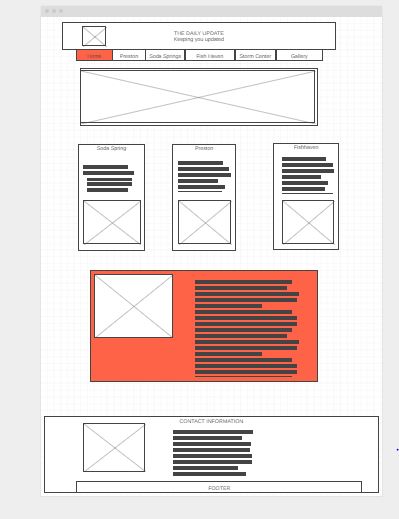 THE DAILY UPDATE
Keeping you updated
Home
Preston
Soda Springs
Fish Haven
Storm Center
Gallery
Soda Spring
Preston
Fishhaven
CONTACT INFORMATION
FOOTER